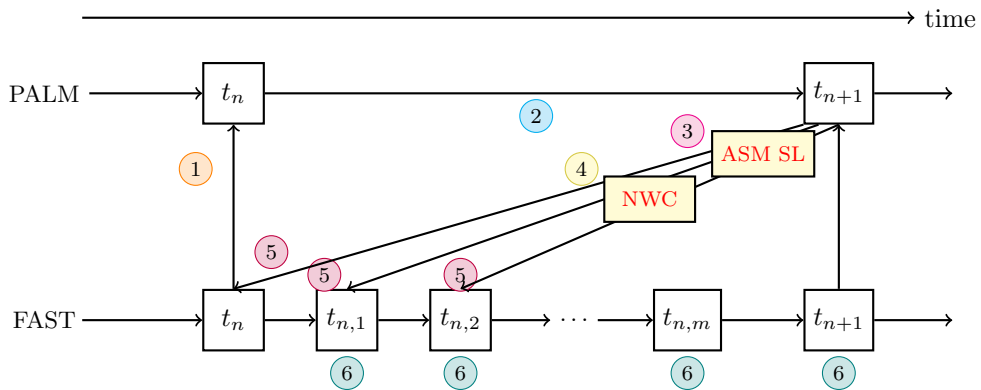 time
PALM
t_n
t_{n+1}
2
3
ASM SL
1
4
NWC
5
5
5
FAST
t_n
t_{n,1}
t_{n,2}
...
t_{n,m}
t_{n+1}
6
6
6
6